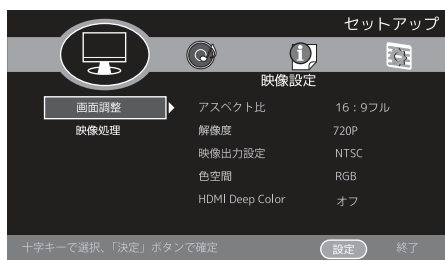 セットアップ
映像設定
画面調整
アスペクト比 16：9フル
映像処理
解像度 720P
映像出力設定 NTSC
色空間 RGB
HDMI Deep Color オフ
十字キーで選択、「決定」ボタンで確定 設定 終了